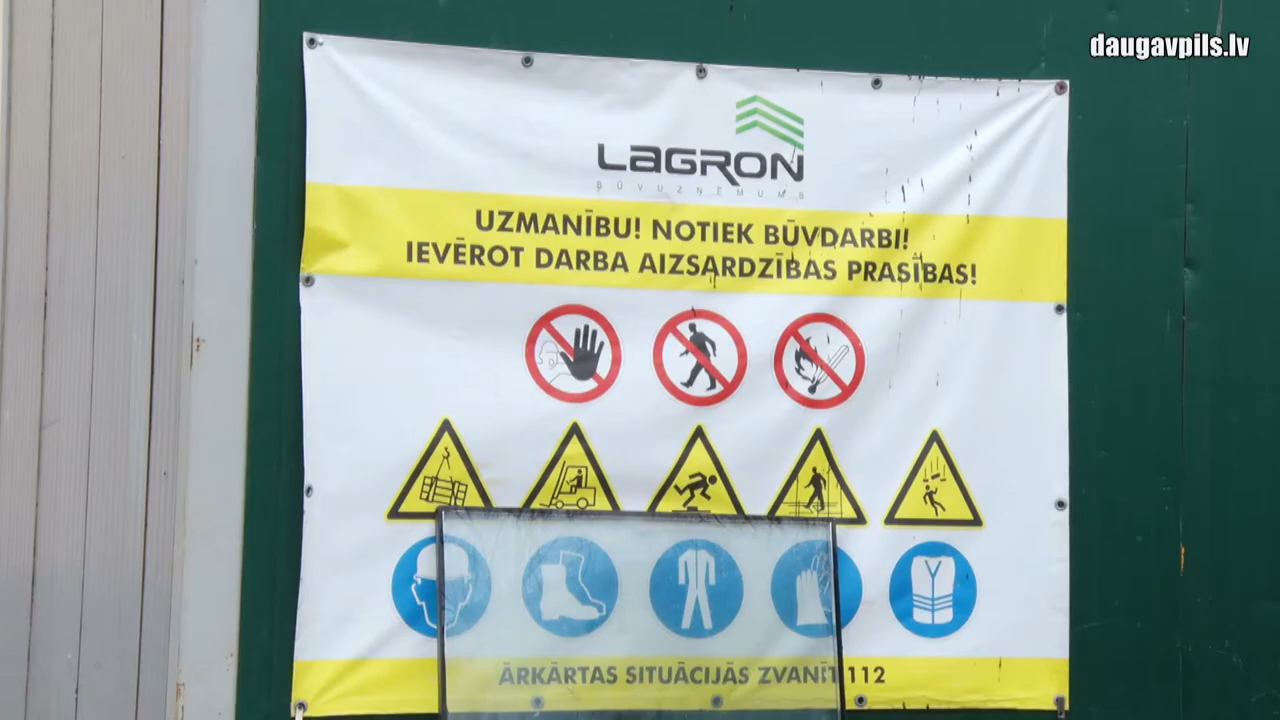 daugavpils.lv
LAGRON
BŪVUZŅĒMUMS
UZMANĪBU! NOTIEK BŪVDARBI!
IEVĒROT DARBA AIZSARDZĪBAS PRASĪBAS!
ĀRKĀRTAS SITUĀCIJĀS ZVANĪT 112